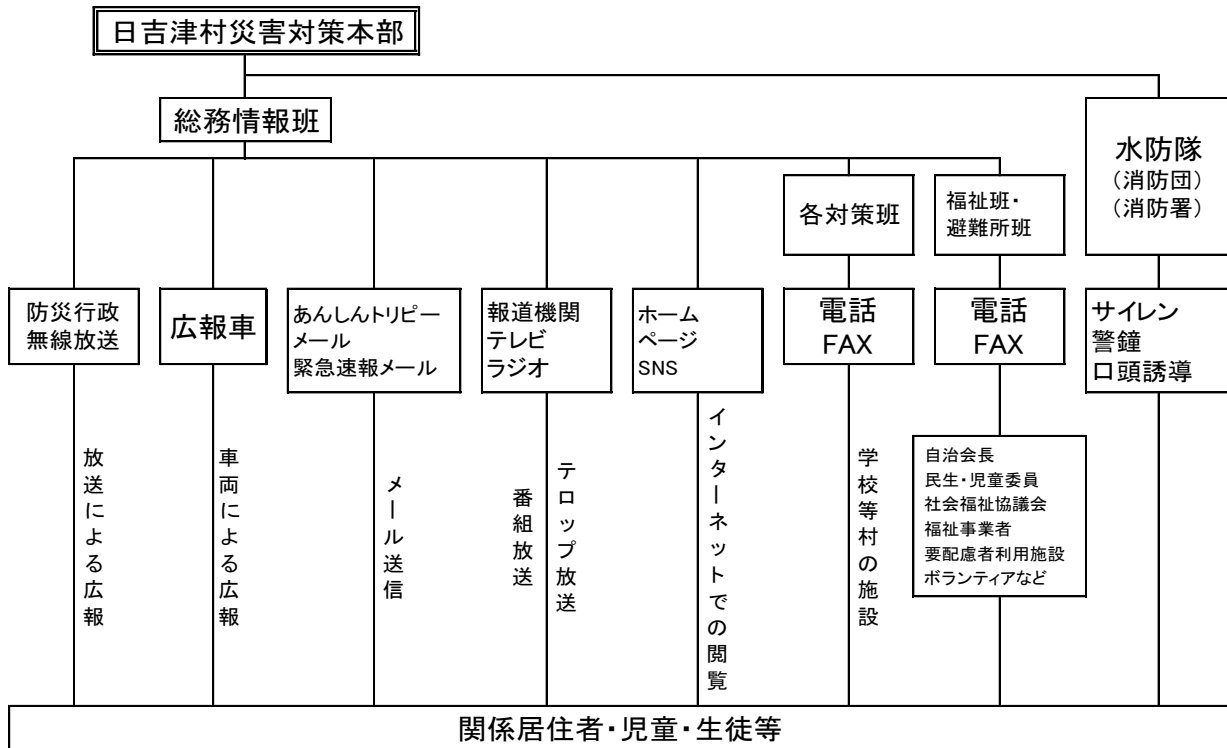 日吉津村災害対策本部
総務情報班
水防隊
（消防団）
（消防署）
各対策班
福祉班・
避難所班
防災行政
無線放送
広報車
あんしんトリピー
メール
緊急速報メール
報道機関
テレビ
ラジオ
ホーム
ページ
SNS
電話
FAX
電話
FAX
サイレン
警鐘
口頭誘導
放送による広報
車両による広報
メール送信
テロップ放送
番組放送
インターネットでの閲覧
学校等村の施設
自治会長
民生・児童委員
社会福祉協議会
福祉事業者
要配慮者利用施設
ボランティアなど
関係居住者・児童・生徒等